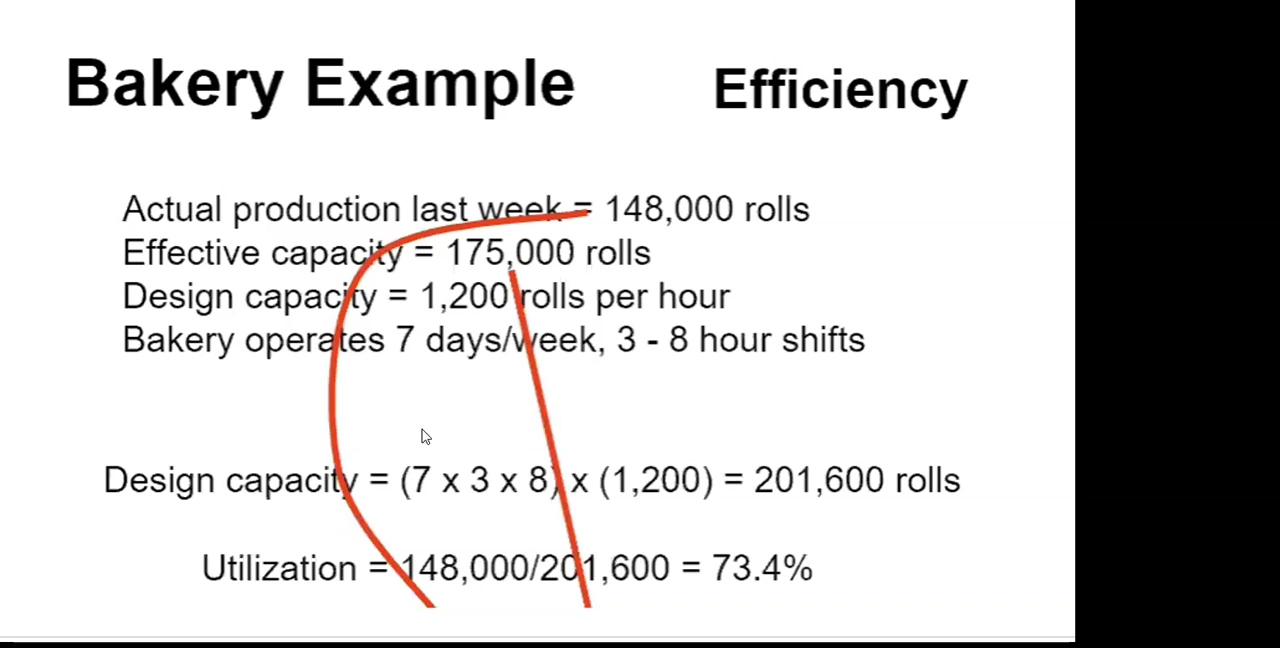 Bakery Example Efficiency
Actual production last week = 148,000 rolls
Effective capacity = 175,000 rolls
Design capacity = 1,200 rolls per hour
Bakery operates 7 days/week, 3 - 8 hour shifts
Design capacity = (7 x 3 x 8) x (1,200) = 201,600 rolls
Utilization = 148,000/201,600 = 73.4%